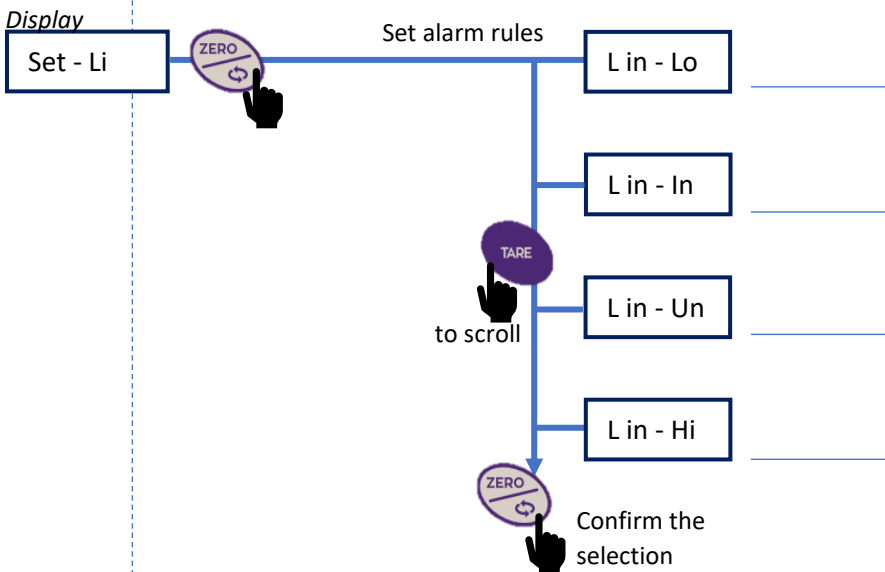 Display
Set - Li
ZERO
Set alarm rules
L in - Lo
L in - In
TARE
to scroll
L in - Un
L in - Hi
ZERO
Confirm the
selection